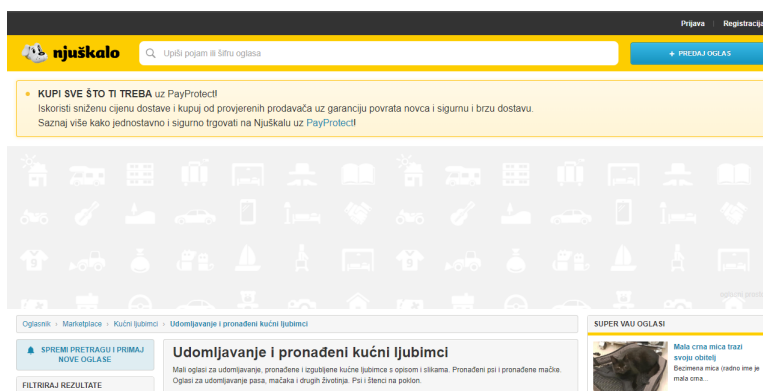 Prijava Registracija
njuškalo Upiši pojam ili šifru oglasa + PREDAJ OGLAS
KUPI SVE ŠTO TI TREBA uz PayProtect!
Iskoristi sniženu cijenu dostave i kupuj od provjerenih prodavača uz garanciju povrata novca i sigurnu i brzu dostavu.
Saznaj više kako jednostavno i sigurno trgovati na Njuškalu uz PayProtect!
9 9
oglasni prostor
Oglasnik › Marketplace › Kućni ljubimci › Udomljavanje i pronađeni kućni ljubimci
SUPER VAU OGLASI
SPREMI PRETRAGU I PRIMAJ
NOVE OGLASE
FILTRIRAJ REZULTATE
Udomljavanje i pronađeni kućni ljubimci
Mali oglasi za udomljavanje, pronađene i izgubljene kućne ljubimce s opisom i slikama. Pronađeni psi i pronađene mačke.
Oglasi za udomljavanje pasa, mačaka i drugih životinja. Psi i štenci na poklon.
Mala crna mica trazi
svoju obitelj
Bezimena mica (radno ime je
mala crna...